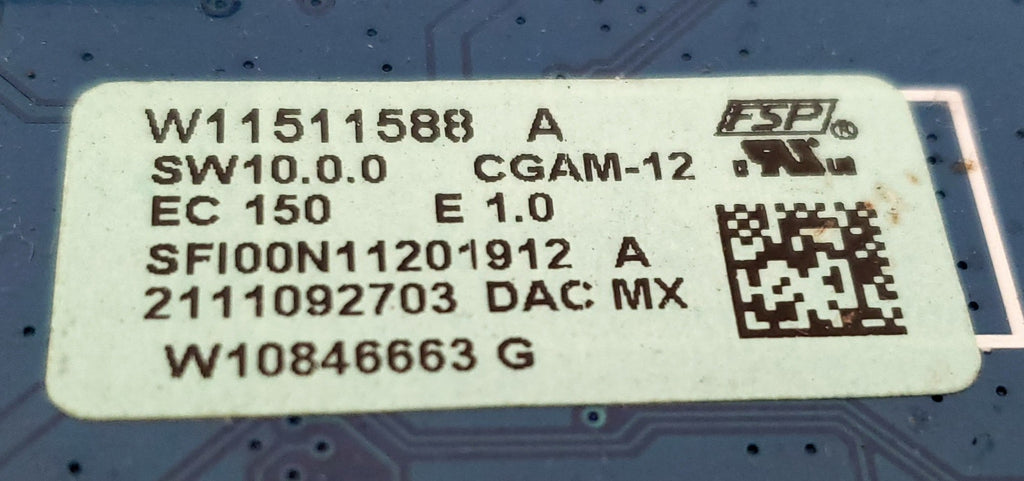 W11511588 A
FSP®
SW10.0.0 CGAM-12
EC 150 E 1.0
SFI00N11201912 A
2111092703 DAC MX
W10846663 G